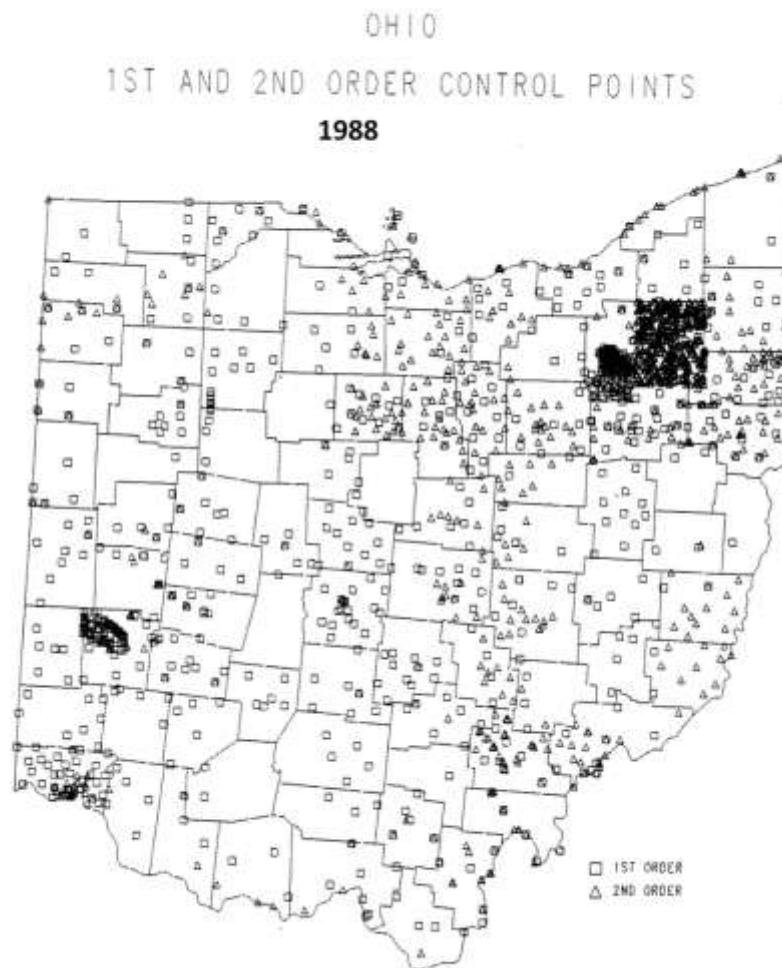 OHIO
1ST AND 2ND ORDER CONTROL POINTS
1988
1ST ORDER
2ND ORDER